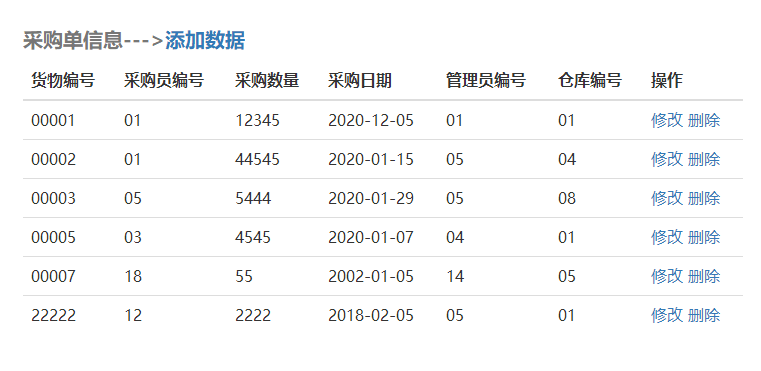 采购单信息--->添加数据
货物编号 采购员编号 采购数量 采购日期 管理员编号 仓库编号 操作
00001 01 12345 2020-12-05 01 01 修改 删除
00002 01 44545 2020-01-15 05 04 修改 删除
00003 05 5444 2020-01-29 05 08 修改 删除
00005 03 4545 2020-01-07 04 01 修改 删除
00007 18 55 2002-01-05 14 05 修改 删除
22222 12 2222 2018-02-05 05 01 修改 删除